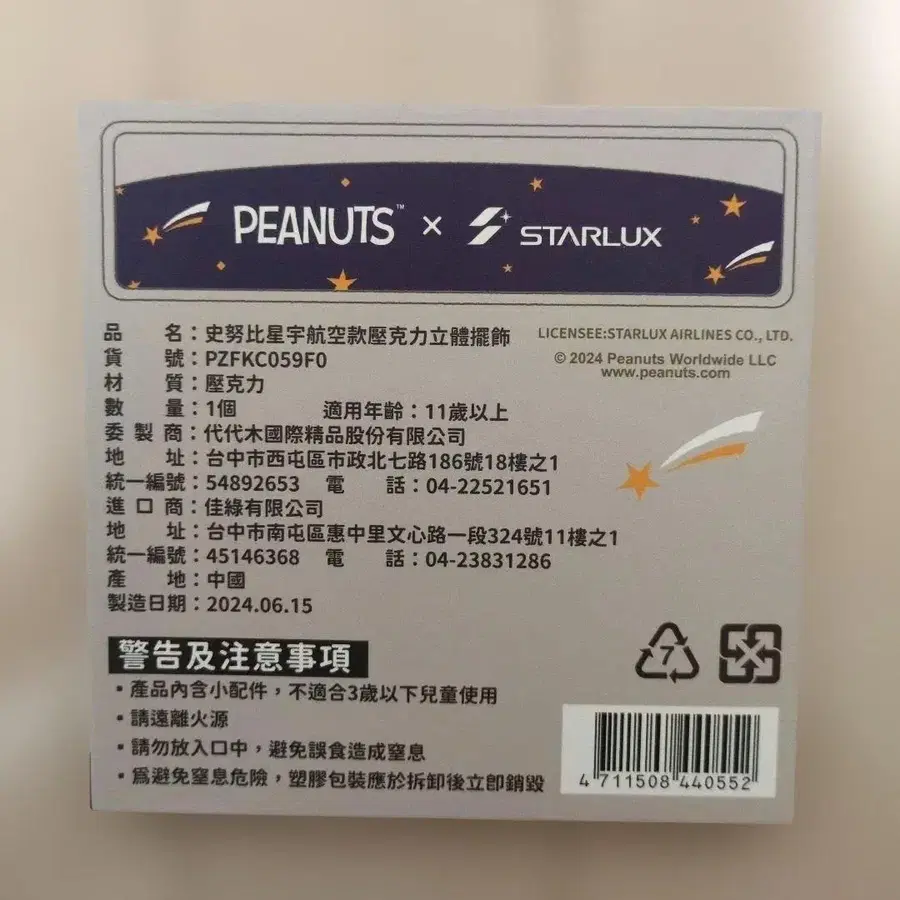 PEANUTS™ × STARLUX
品 名：史努比星宇航空款壓克力立體擺飾
LICENSEE:STARLUX AIRLINES CO., LTD.
貨 號：PZFKC059F0
© 2024 Peanuts Worldwide LLC
www.peanuts.com
材 質：壓克力
數 量：1個 適用年齡：11歲以上
委 製 商：代代木國際精品股份有限公司
地 址：台中市西屯區市政北七路186號18樓之1
統一編號：54892653 電 話：04-22521651
進 口 商：佳綠有限公司
地 址：台中市南屯區惠中里文心路一段324號11樓之1
統一編號：45146368 電 話：04-23831286
產 地：中國
製造日期：2024.06.15
警告及注意事項
7
・產品內含小配件，不適合3歲以下兒童使用
・請遠離火源
・請勿放入口中，避免誤食造成窒息
・為避免窒息危險，塑膠包裝應於拆卸後立即銷毀
4 711508 440552